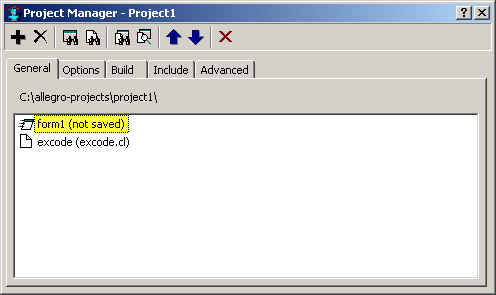 Project Manager - Project1
General Options Build Include Advanced
C:\allegro-projects\project1\
form1 (not saved)
excode (excode.cl)